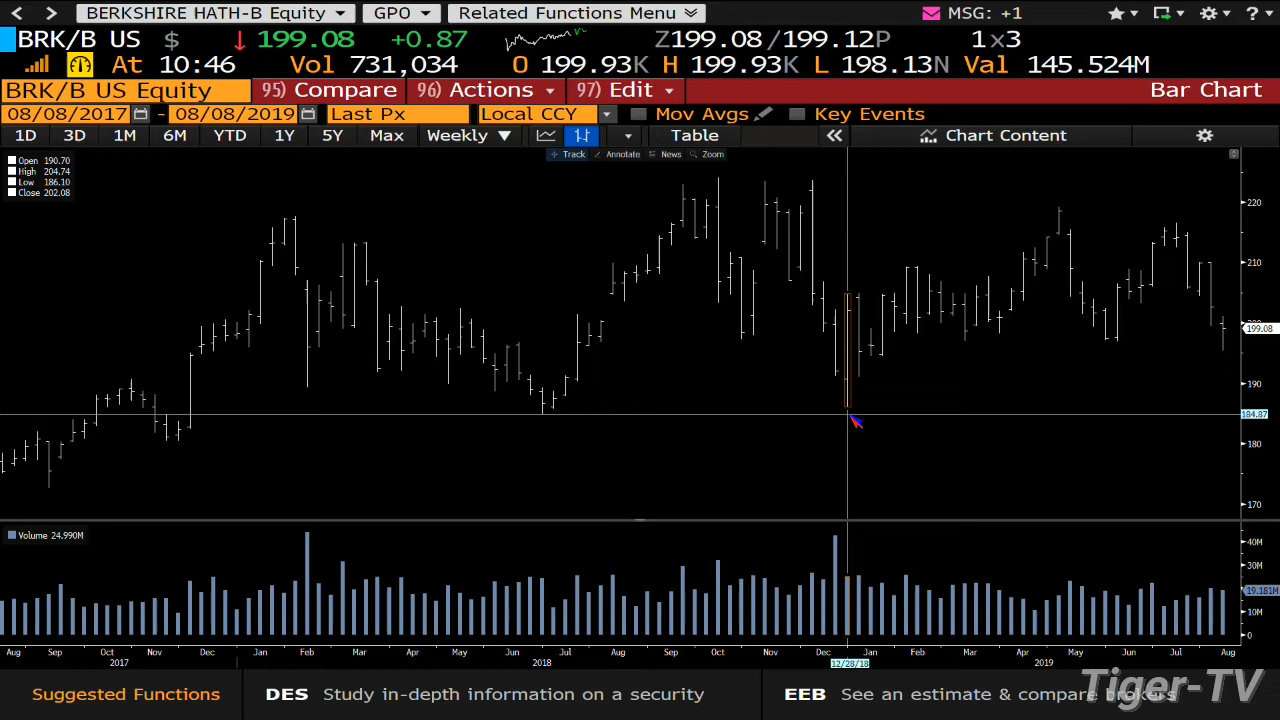 BERKSHIRE HATH-B Equity GPO Related Functions Menu MSG: +1 ?
BRK/B US $ 199.08 +0.87 Z199.08/199.12P 1x3
At 10:46 Vol 731,034 O 199.93K H 199.93K L 198.13N Val 145.524M
BRK/B US Equity 95) Compare 96) Actions 97) Edit Bar Chart
08/08/2017 - 08/08/2019 Last Px Local CCY Mov Avgs Key Events
1D 3D 1M 6M YTD 1Y 5Y Max Weekly Table Chart Content
Track Annotate News Zoom
Open 190.70
High 204.74
Low 186.10
Close 202.08
220
210
200
199.08
190
184.87
180
170
Volume 24.990M
40M
30M
19.181M
10M
0
Aug Sep Oct Nov Dec Jan Feb Mar Apr May Jun Jul Aug Sep Oct Nov Dec Jan Feb Mar Apr May Jun Jul Aug
2017 2018 12/28/18 2019
Suggested Functions DES Study in-depth information on a security EEB See an estimate & compare brokers
Tiger-TV